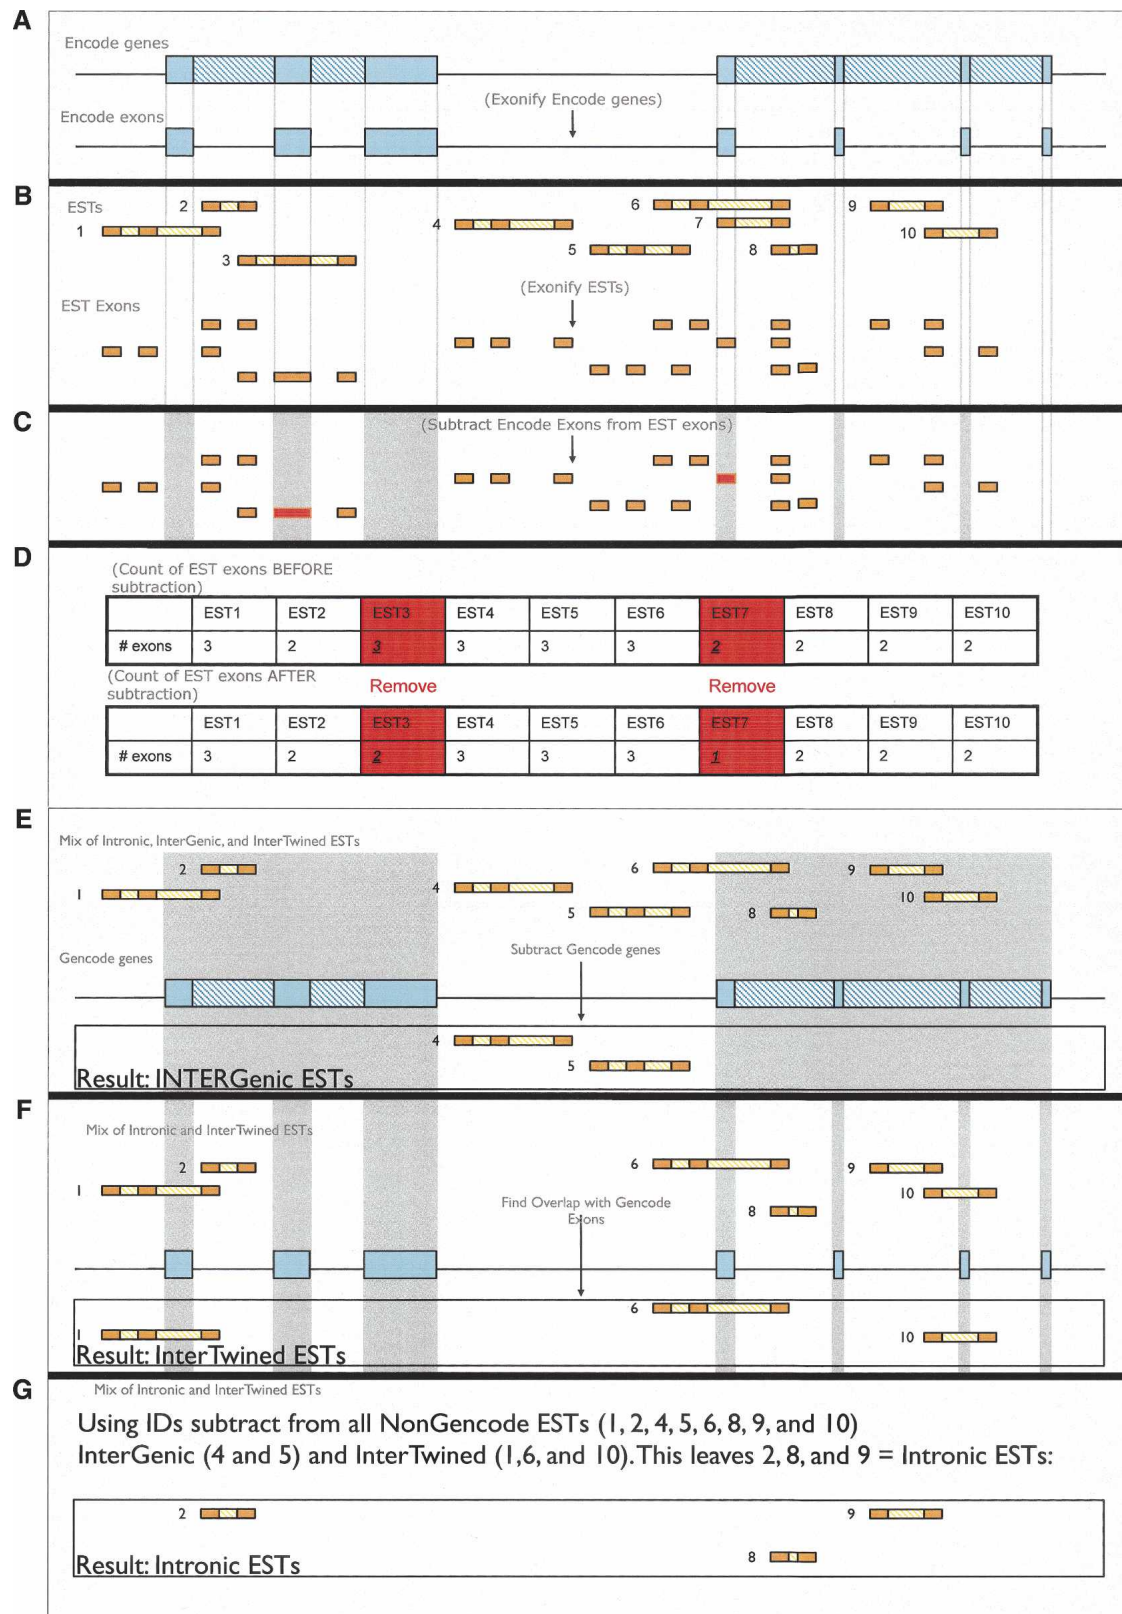 A
Encode genes
(Exonify Encode genes)
Encode exons
B
ESTs
2
6
9
1
4
7
10
3
5
8
EST Exons
(Exonify ESTs)
C
(Subtract Encode Exons from EST exons)
D
(Count of EST exons BEFORE
subtraction)
EST1 EST2 EST3 EST4 EST5 EST6 EST7 EST8 EST9 EST10
# exons 3 2 3 3 3 3 2 2 2 2
(Count of EST exons AFTER
subtraction)
Remove Remove
EST1 EST2 EST3 EST4 EST5 EST6 EST7 EST8 EST9 EST10
# exons 3 2 2 3 3 3 1 2 2 2
E
Mix of Intronic, InterGenic, and InterTwined ESTs
2
6
9
1
4
10
5
8
Gencode genes
Subtract Gencode genes
4
5
Result: INTERGenic ESTs
F
Mix of Intronic and InterTwined ESTs
2
6
9
1
10
8
Find Overlap with Gencode
Exons
6
1
10
Result: InterTwined ESTs
G
Mix of Intronic and InterTwined ESTs
Using IDs subtract from all NonGencode ESTs (1, 2, 4, 5, 6, 8, 9, and 10)
InterGenic (4 and 5) and InterTwined (1,6, and 10). This leaves 2, 8, and 9 = Intronic ESTs:
2
9
8
Result: Intronic ESTs